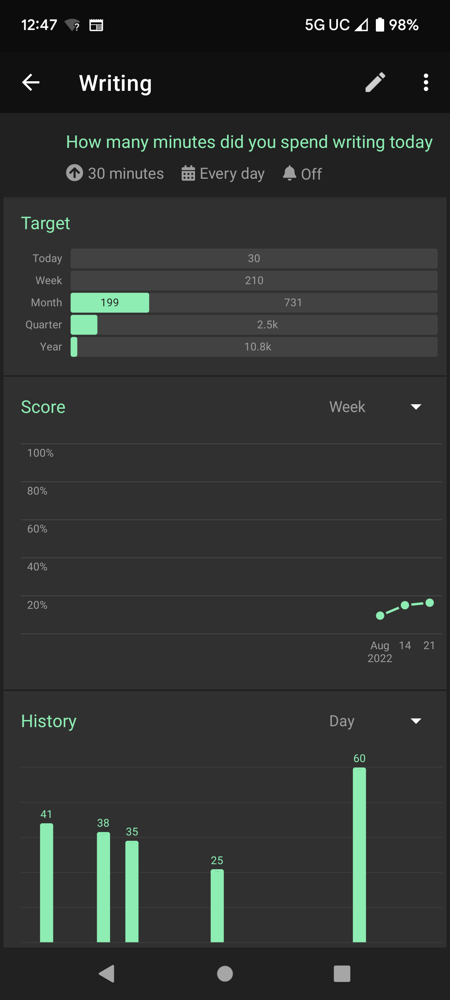 12:47 ? 5G UC 98%
Writing
How many minutes did you spend writing today
30 minutes Every day Off
Target
Today 30
Week 210
Month 199 731
Quarter 2.5k
Year 10.8k
Score Week
100%
80%
60%
40%
20%
Aug 14 21
2022
History Day
60
41
38
35
25